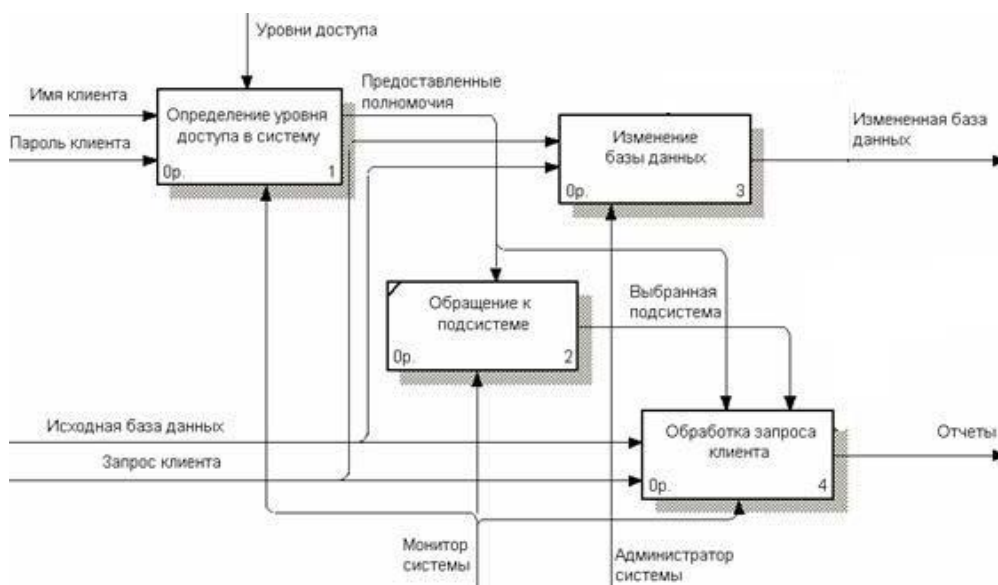 Уровни доступа
Имя клиента
Пароль клиента
Определение уровня
доступа в систему
0р.
1
Предоставленные
полномочия
Изменение
базы данных
0р.
3
Измененная база
данных
Обращение к
подсистеме
0р.
2
Выбранная
подсистема
Исходная база данных
Запрос клиента
Обработка запроса
клиента
0р.
4
Отчеты
Монитор
системы
Администратор
системы